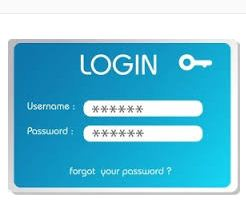 LOGIN
Username : ******
Password : ******
forgot your password ?